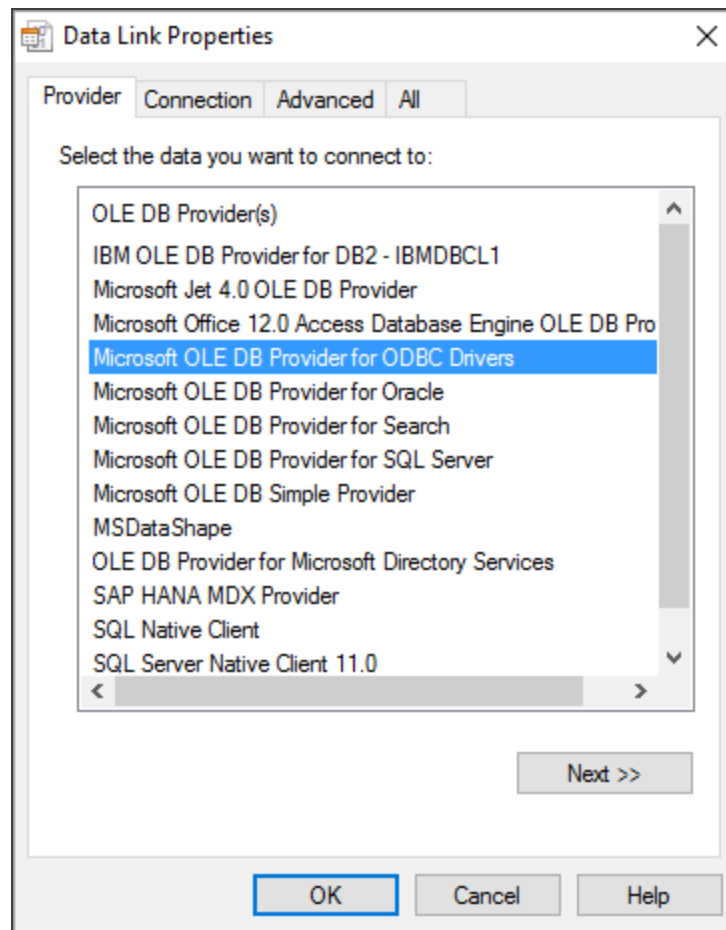 Data Link Properties
Provider Connection Advanced All
Select the data you want to connect to:
OLE DB Provider(s)
IBM OLE DB Provider for DB2 - IBMDBCL1
Microsoft Jet 4.0 OLE DB Provider
Microsoft Office 12.0 Access Database Engine OLE DB Pro
Microsoft OLE DB Provider for ODBC Drivers
Microsoft OLE DB Provider for Oracle
Microsoft OLE DB Provider for Search
Microsoft OLE DB Provider for SQL Server
Microsoft OLE DB Simple Provider
MSDataShape
OLE DB Provider for Microsoft Directory Services
SAP HANA MDX Provider
SQL Native Client
SQL Server Native Client 11.0
Next >>
OK Cancel Help